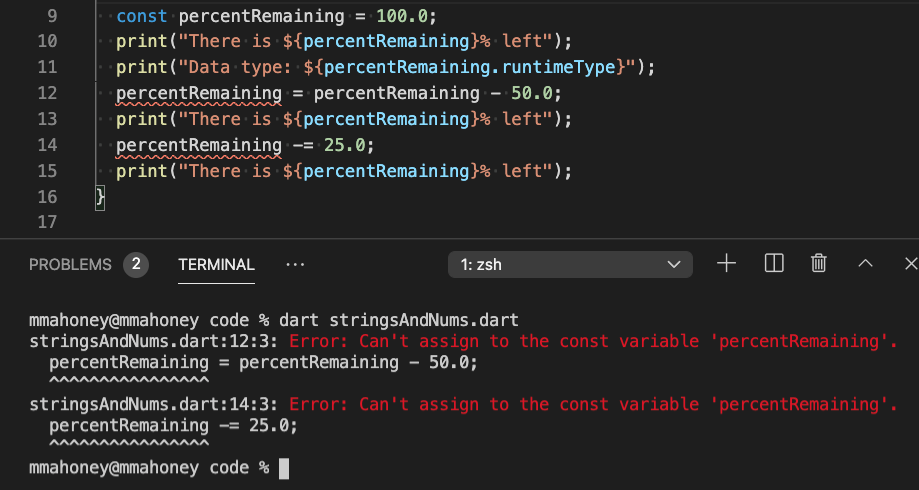 9 const percentRemaining = 100.0;
10 print("There is ${percentRemaining}% left");
11 print("Data type: ${percentRemaining.runtimeType}");
12 percentRemaining = percentRemaining - 50.0;
13 print("There is ${percentRemaining}% left");
14 percentRemaining -= 25.0;
15 print("There is ${percentRemaining}% left");
16 }
17
PROBLEMS 2 TERMINAL ··· 1: zsh
mmahoney@mmahoney code % dart stringsAndNums.dart
stringsAndNums.dart:12:3: Error: Can't assign to the const variable 'percentRemaining'.
  percentRemaining = percentRemaining - 50.0;
  ^^^^^^^^^^^^^^^^
stringsAndNums.dart:14:3: Error: Can't assign to the const variable 'percentRemaining'.
  percentRemaining -= 25.0;
  ^^^^^^^^^^^^^^^^
mmahoney@mmahoney code %